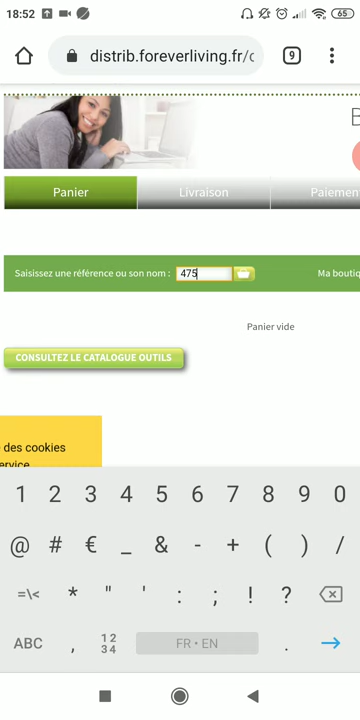 18:52
65
distrib.foreverliving.fr/c
9
B
Panier
Livraison
Paiemen
Saisissez une référence ou son nom :
475
Ma boutiq
Panier vide
CONSULTEZ LE CATALOGUE OUTILS
des cookies
ervice
1 2 3 4 5 6 7 8 9 0
@ # € _ & - + ( ) /
=\< * " ' : ; ! ?
ABC , 12 34 FR • EN .